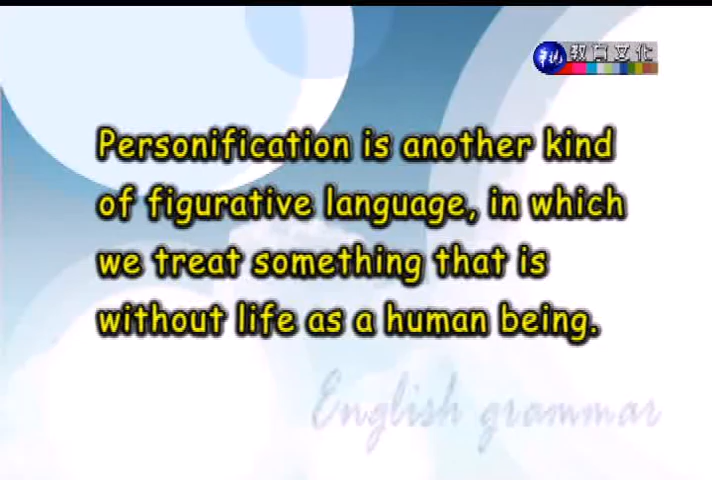 教育文化
Personification is another kind
of figurative language, in which
we treat something that is
without life as a human being.
English grammar